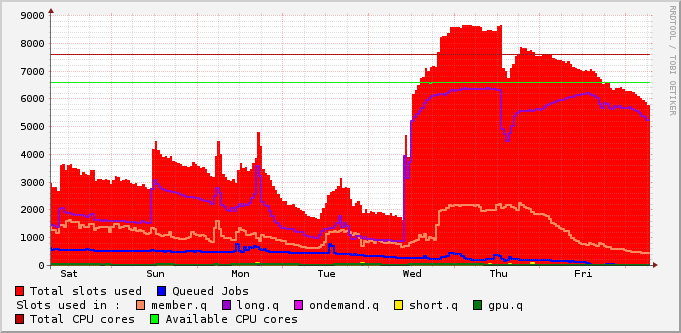 9000
8000
7000
6000
5000
4000
3000
2000
1000
0
Sat Sun Mon Tue Wed Thu Fri
RRDTOOL / TOBI OETIKER
Total slots used Queued Jobs
Slots used in : member.q long.q ondemand.q short.q gpu.q
Total CPU cores Available CPU cores